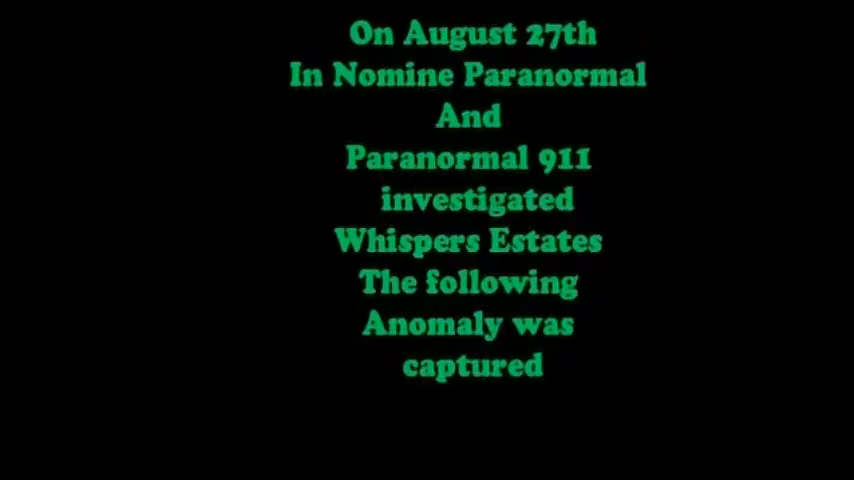 On August 27th
In Nomine Paranormal
And
Paranormal 911
investigated
Whispers Estates
The following
Anomaly was
captured